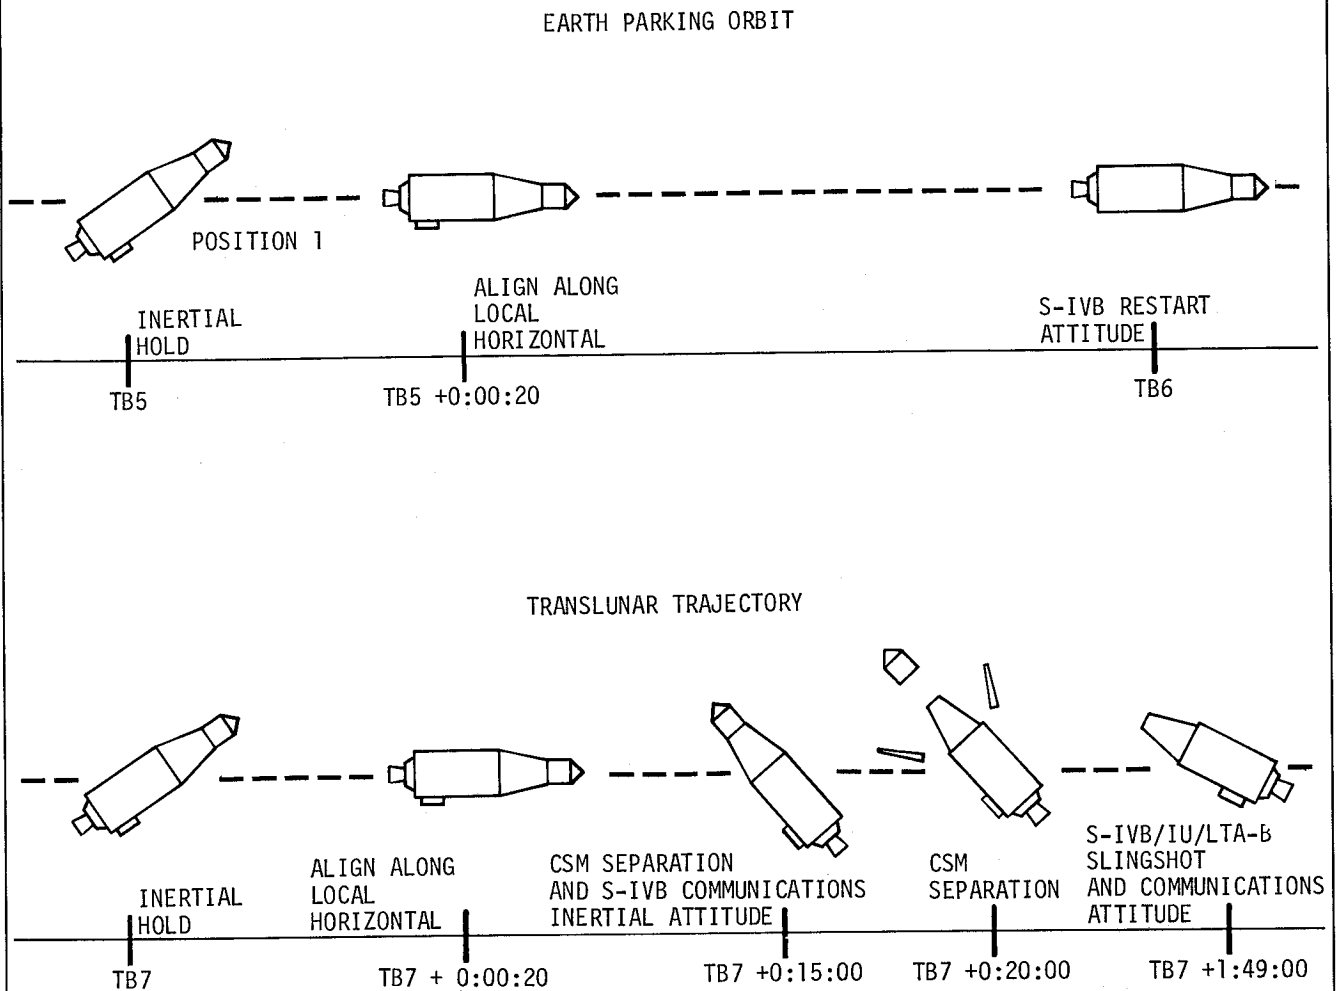 EARTH PARKING ORBIT
POSITION 1
INERTIAL
HOLD
ALIGN ALONG
LOCAL
HORIZONTAL
S-IVB RESTART
ATTITUDE
TB5
TB5 +0:00:20
TB6
TRANSLUNAR TRAJECTORY
INERTIAL
HOLD
ALIGN ALONG
LOCAL
HORIZONTAL
CSM SEPARATION
AND S-IVB COMMUNICATIONS
INERTIAL ATTITUDE
CSM
SEPARATION
S-IVB/IU/LTA-B
SLINGSHOT
AND COMMUNICATIONS
ATTITUDE
TB7
TB7 + 0:00:20
TB7 +0:15:00
TB7 +0:20:00
TB7 +1:49:00